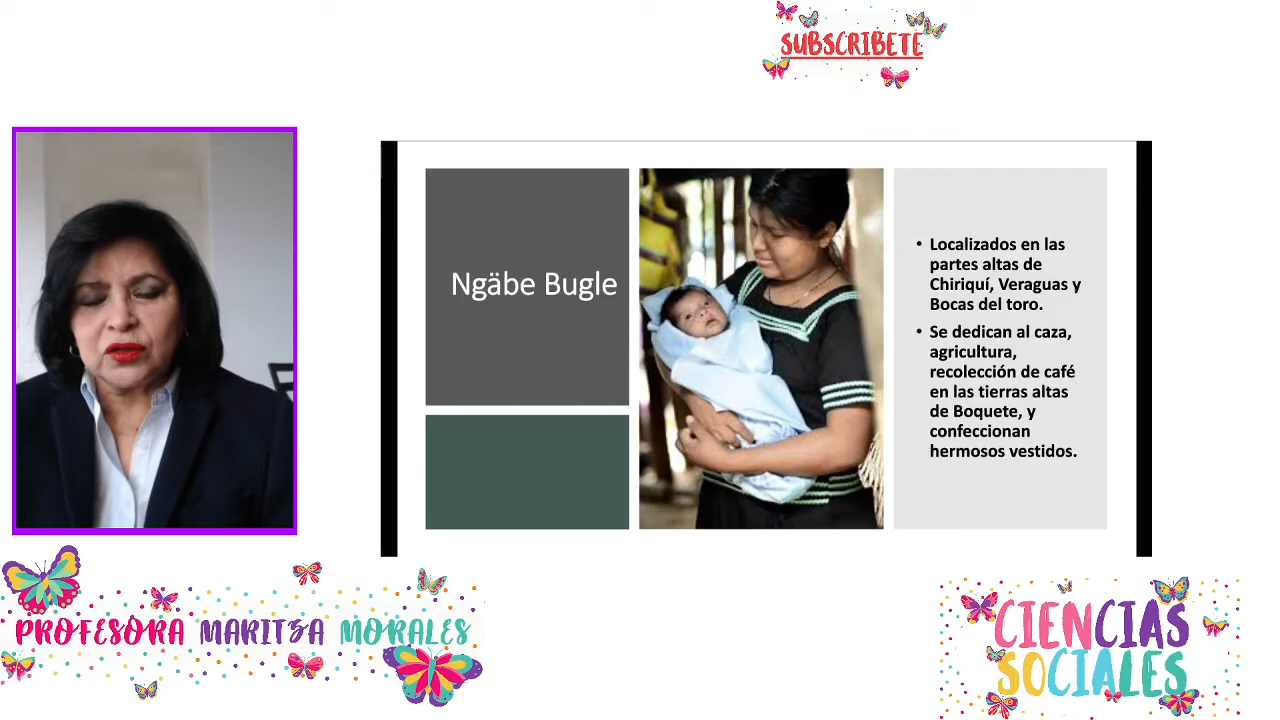 SUBSCRIBETE
Ngäbe Bugle
• Localizados en las
partes altas de
Chiriquí, Veraguas y
Bocas del toro.
• Se dedican al caza,
agricultura,
recolección de café
en las tierras altas
de Boquete, y
confeccionan
hermosos vestidos.
PROFESORA MARITZA MORALES
CIENCIAS
SOCIALES